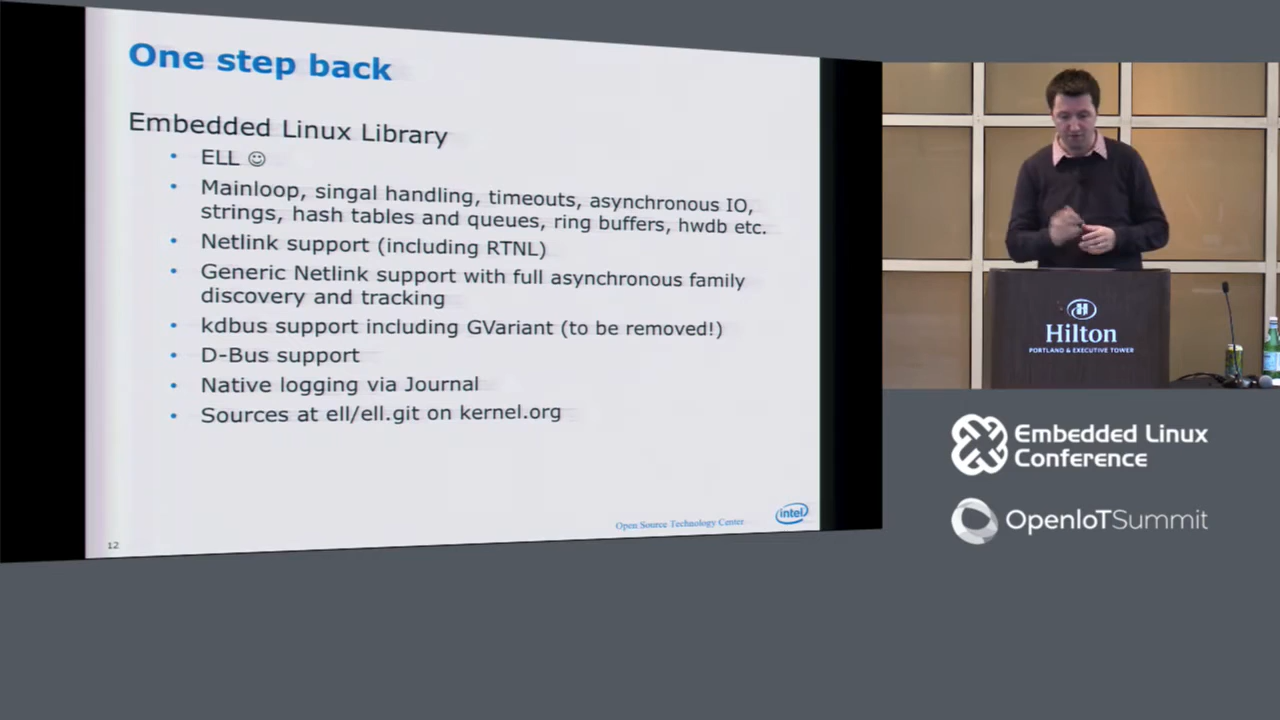 One step back
Embedded Linux Library
• ELL ☺
• Mainloop, singal handling, timeouts, asynchronous IO,
strings, hash tables and queues, ring buffers, hwdb etc.
• Netlink support (including RTNL)
• Generic Netlink support with full asynchronous family
discovery and tracking
• kdbus support including GVariant (to be removed!)
• D-Bus support
• Native logging via Journal
• Sources at ell/ell.git on kernel.org
Open Source Technology Center
intel
12
Hilton
PORTLAND & EXECUTIVE TOWER
Embedded Linux
Conference
OpenIoTSummit